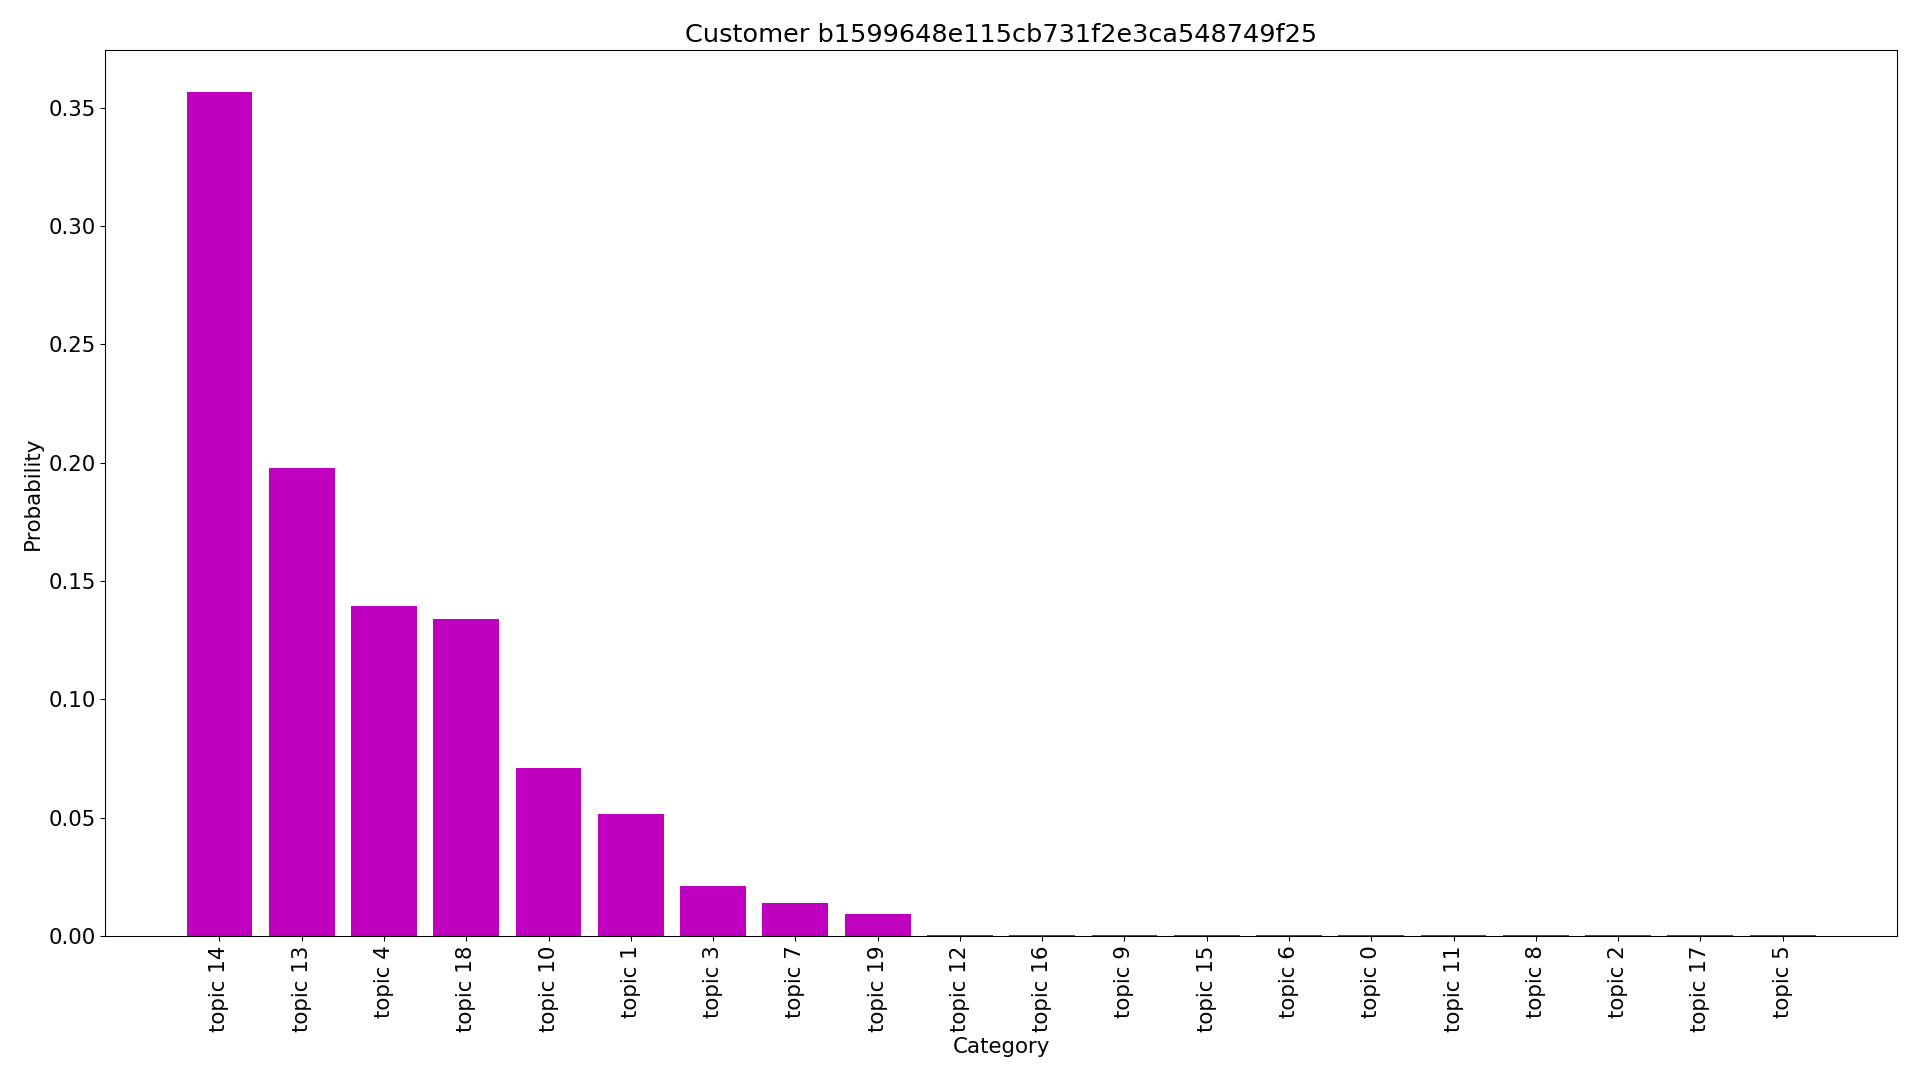 Customer b1599648e115cb731f2e3ca548749f25
Probability
0.35
0.30
0.25
0.20
0.15
0.10
0.05
0.00
topic 14
topic 13
topic 4
topic 18
topic 10
topic 1
topic 3
topic 7
topic 19
topic 12
topic 16
topic 9
topic 15
topic 6
topic 0
topic 11
topic 8
topic 2
topic 17
topic 5
Category